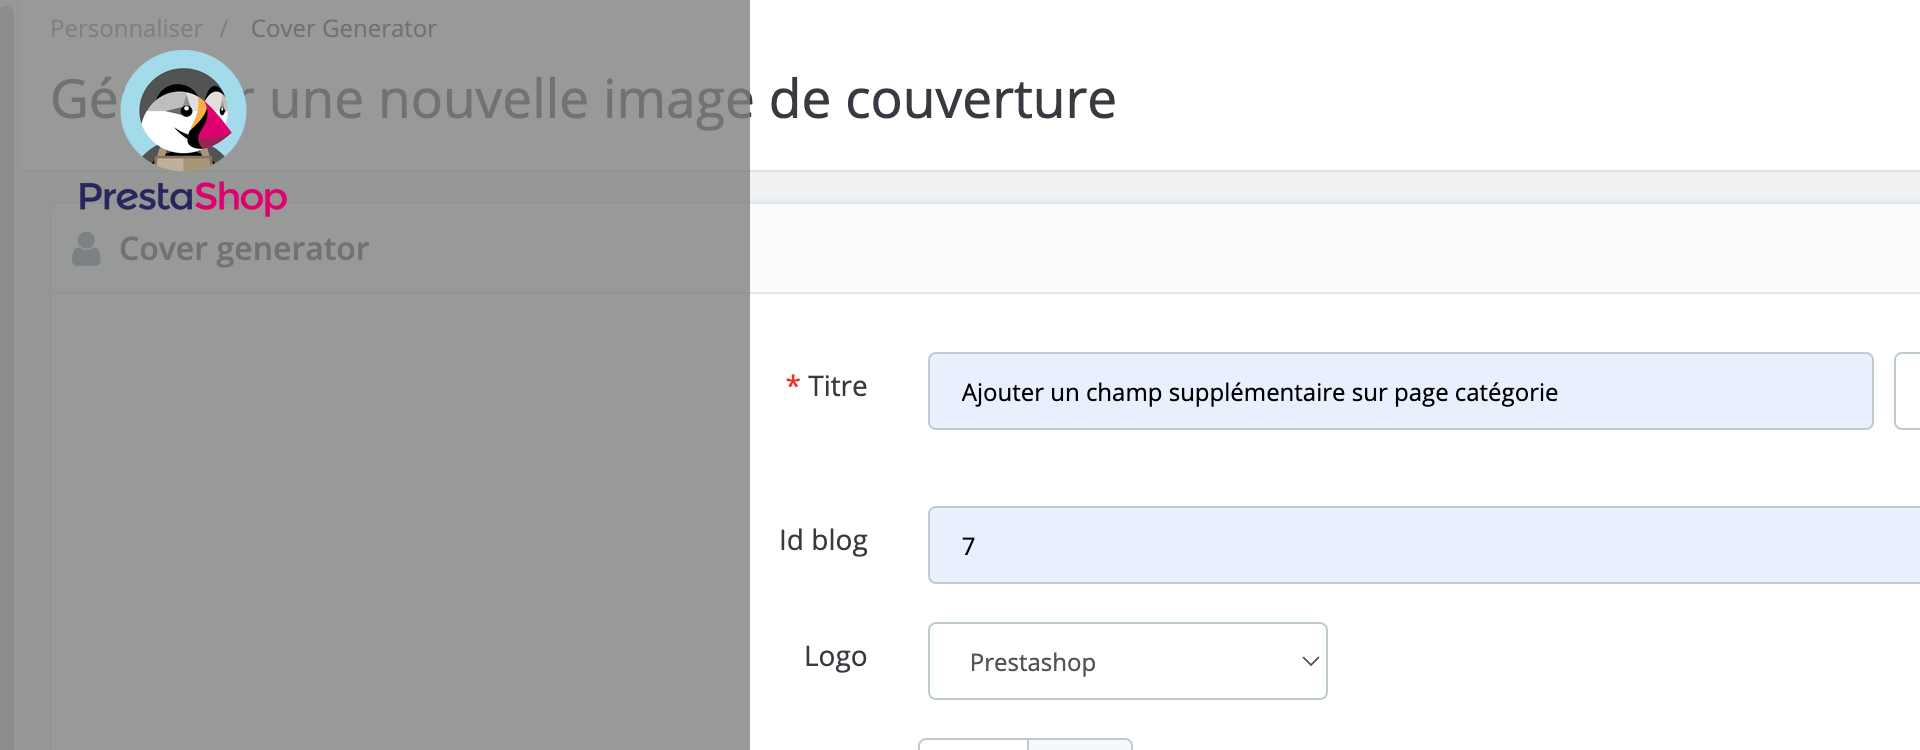 Personnaliser / Cover Generator
Gé r une nouvelle image de couverture
PrestaShop
Cover generator
* Titre
Ajouter un champ supplémentaire sur page catégorie
Id blog
7
Logo
Prestashop